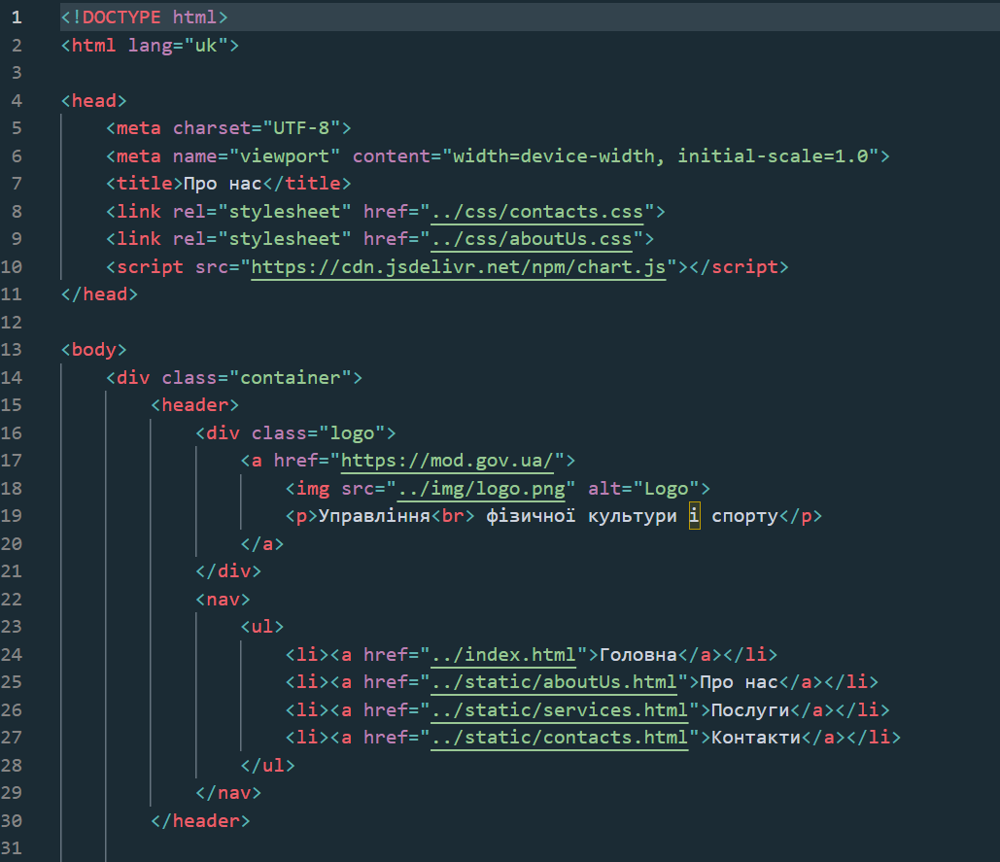 1 <!DOCTYPE html>
2 <html lang="uk">
3
4 <head>
5     <meta charset="UTF-8">
6     <meta name="viewport" content="width=device-width, initial-scale=1.0">
7     <title>Про нас</title>
8     <link rel="stylesheet" href="../css/contacts.css">
9     <link rel="stylesheet" href="../css/aboutUs.css">
10     <script src="https://cdn.jsdelivr.net/npm/chart.js"></script>
11 </head>
12
13 <body>
14     <div class="container">
15         <header>
16             <div class="logo">
17                 <a href="https://mod.gov.ua/">
18                     <img src="../img/logo.png" alt="Logo">
19                     <p>Управління<br> фізичної культури і спорту</p>
20                 </a>
21             </div>
22             <nav>
23                 <ul>
24                     <li><a href="../index.html">Головна</a></li>
25                     <li><a href="../static/aboutUs.html">Про нас</a></li>
26                     <li><a href="../static/services.html">Послуги</a></li>
27                     <li><a href="../static/contacts.html">Контакти</a></li>
28                 </ul>
29             </nav>
30         </header>
31